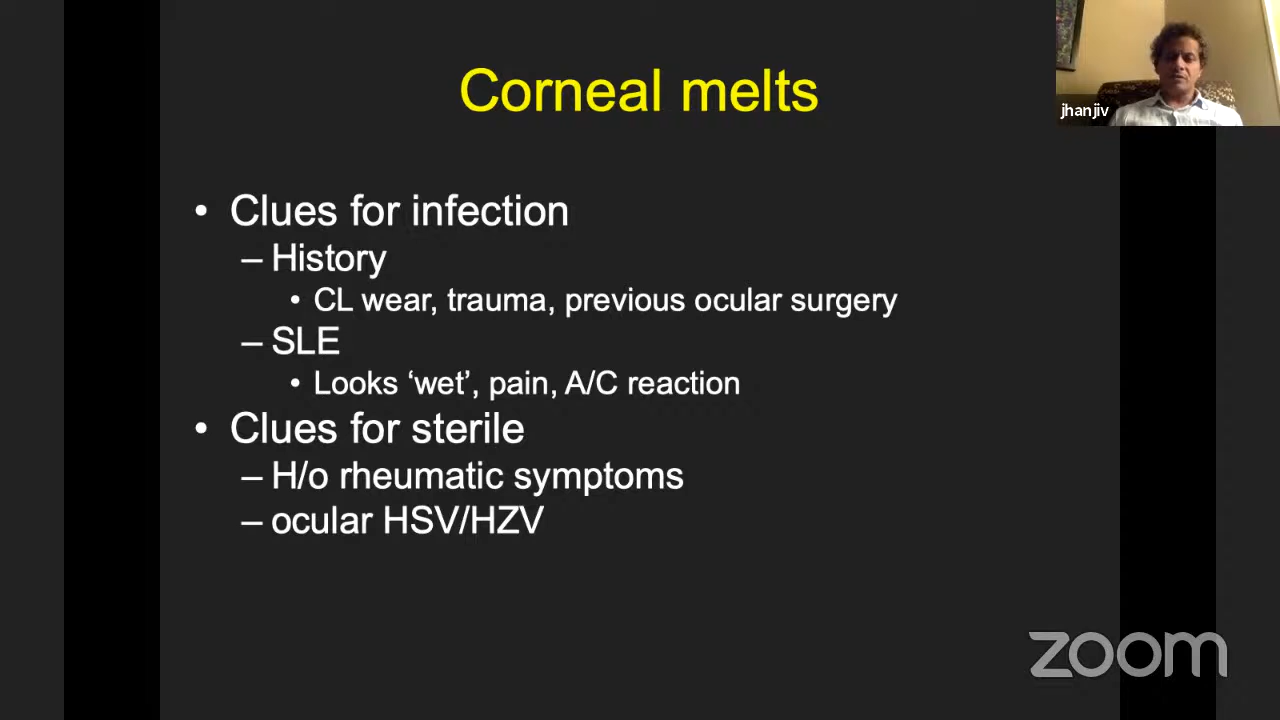 Corneal melts
jhanjiv
• Clues for infection
– History
• CL wear, trauma, previous ocular surgery
– SLE
• Looks ‘wet’, pain, A/C reaction
• Clues for sterile
– H/o rheumatic symptoms
– ocular HSV/HZV
zoom